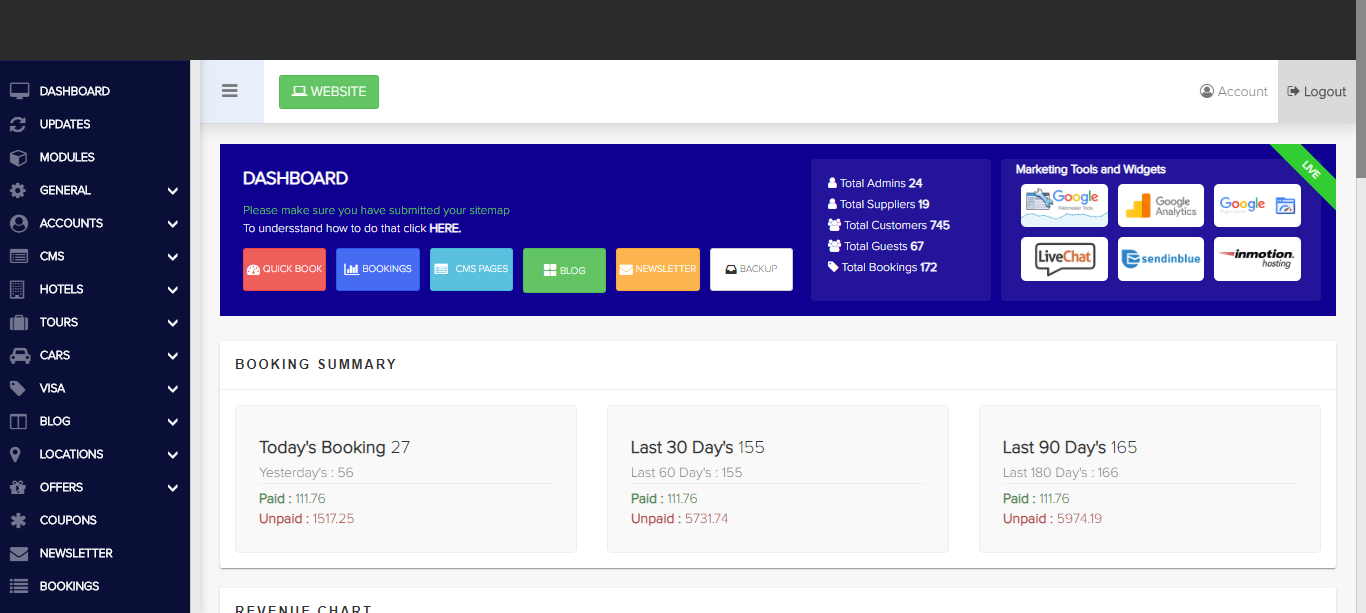 DASHBOARD
UPDATES
MODULES
GENERAL
ACCOUNTS
CMS
HOTELS
TOURS
CARS
VISA
BLOG
LOCATIONS
OFFERS
COUPONS
NEWSLETTER
BOOKINGS
WEBSITE
Account
Logout
DASHBOARD
Please make sure you have submitted your sitemap
To undersstand how to do that click HERE.
QUICK BOOK
BOOKINGS
CMS PAGES
BLOG
NEWSLETTER
BACKUP
Total Admins 24
Total Suppliers 19
Total Customers 745
Total Guests 67
Total Bookings 172
Marketing Tools and Widgets
LIVE
Google
Webmaster Tools
Google
Analytics
Google
LiveChat
sendinblue
inmotion
hosting
BOOKING SUMMARY
Today's Booking 27
Yesterday's : 56
Paid : 111.76
Unpaid : 1517.25
Last 30 Day's 155
Last 60 Day's : 155
Paid : 111.76
Unpaid : 5731.74
Last 90 Day's 165
Last 180 Day's : 166
Paid : 111.76
Unpaid : 5974.19
REVENUE CHART